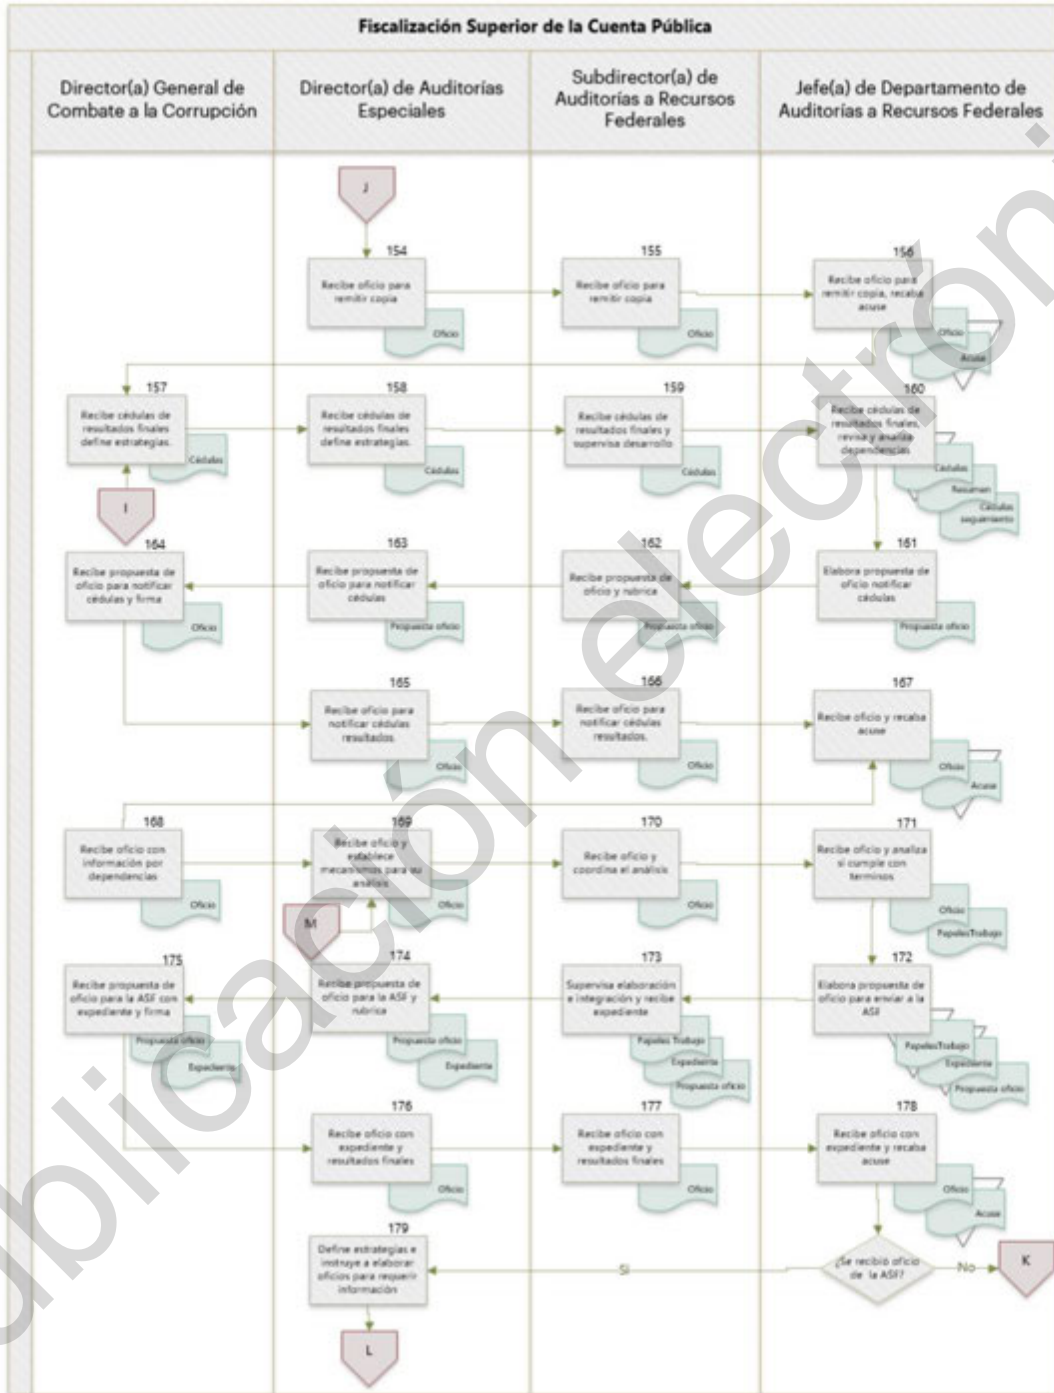 Fiscalización Superior de la Cuenta Pública
Director(a) General de
Combate a la Corrupción
Director(a) de Auditorías
Especiales
Subdirector(a) de
Auditorías a Recursos
Federales
Jefe(a) de Departamento de
Auditorías a Recursos Federales
J
154
Recibe oficio para
remitir copia
Oficio
155
Recibe oficio para
remitir copia
Oficio
156
Recibe oficio para
remitir copia, recaba
acuse
Oficio
Acuse
157
Recibe cédulas de
resultados finales
define estrategias.
Cédulas
I
158
Recibe cédulas de
resultados finales
define estrategias.
Cédulas
159
Recibe cédulas de
resultados finales y
supervisa desarrollo
Cédulas
160
Recibe cédulas de
resultados finales,
revisa y analiza
dependencias
Cédulas
Resumen
Cédulas
seguimiento
164
Recibe propuesta de
oficio para notificar
cédulas y firma
Oficio
163
Recibe propuesta de
oficio para notificar
cédulas
Propuesta oficio
162
Recibe propuesta de
oficio y rubrica
Propuesta oficio
161
Elabora propuesta de
oficio notificar
cédulas
Propuesta oficio
165
Recibe oficio para
notificar cédulas
resultados.
Oficio
166
Recibe oficio para
notificar cédulas
resultados.
Oficio
167
Recibe oficio y recaba
acuse
Oficio
Acuse
168
Recibe oficio con
información por
dependencias
Oficio
169
Recibe oficio y
establece
mecanismos para su
análisis
Oficio
M
170
Recibe oficio y
coordina el análisis
Oficio
171
Recibe oficio y analiza
si cumple con
terminos
Oficio
PapelesTrabajo
175
Recibe propuesta de
oficio para la ASF con
expediente y firma
Propuesta oficio
Expediente
174
Recibe propuesta de
oficio para la ASF y
rubrica
Propuesta oficio
Expediente
173
Supervisa elaboración
e integración y recibe
expediente
Papeles Trabajo
Expediente
Propuesta oficio
172
Elabora propuesta de
oficio para enviar a la
ASF
PapelesTrabajo
Expediente
Propuesta oficio
176
Recibe oficio con
expediente y
resultados finales
Oficio
177
Recibe oficio con
expediente y
resultados finales
Oficio
178
Recibe oficio con
expediente y recaba
acuse
Oficio
Acuse
179
Define estrategias e
instruye a elaborar
oficios para requerir
información
Si
¿Se recibió oficio
de la ASF?
No
K
L